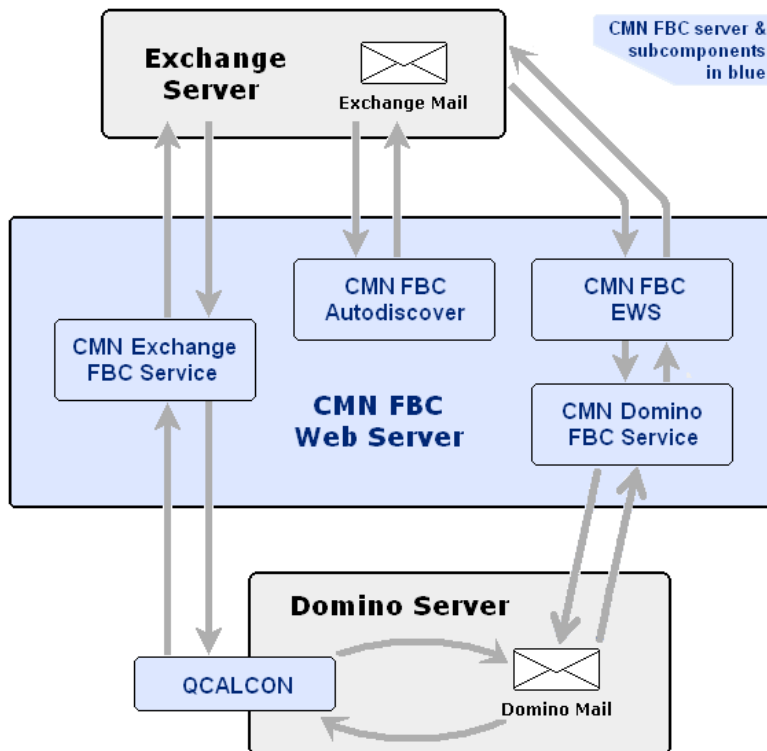 CMN FBC server &
subcomponents
in blue
Exchange
Server
Exchange Mail
CMN FBC
Autodiscover
CMN FBC
EWS
CMN Exchange
FBC Service
CMN FBC
Web Server
CMN Domino
FBC Service
Domino Server
QCALCON
Domino Mail